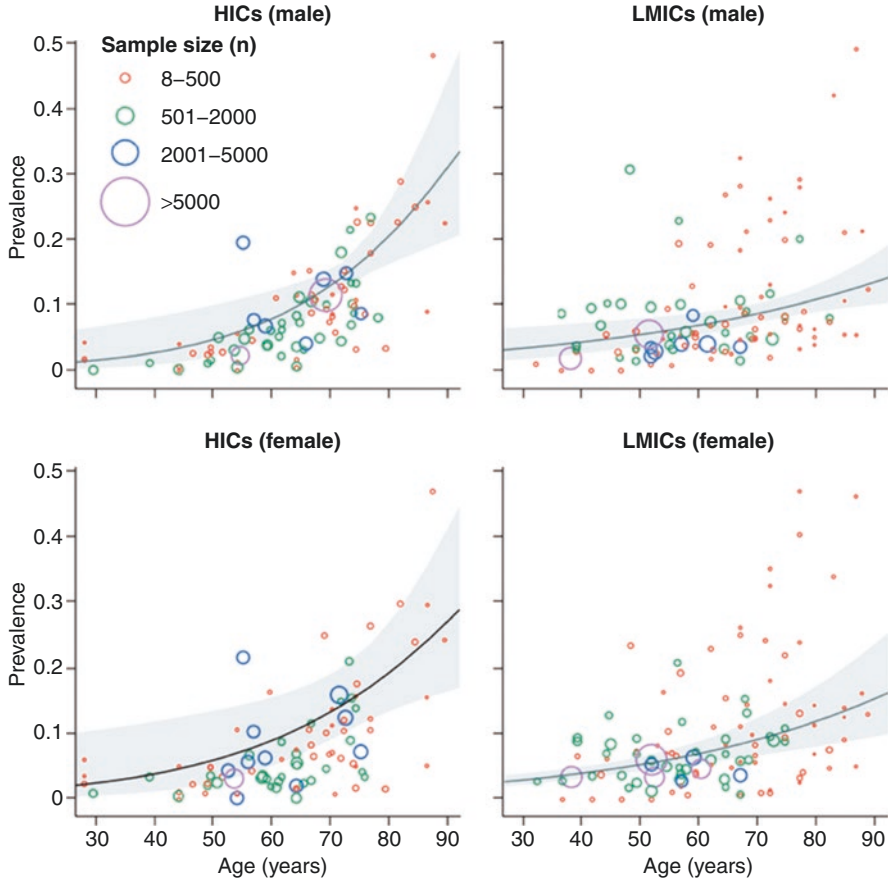 HICs (male)
LMICs (male)
Sample size (n)
8–500
501–2000
2001–5000
>5000
Prevalence
0.5
0.4
0.3
0.2
0.1
0
HICs (female)
LMICs (female)
Prevalence
0.5
0.4
0.3
0.2
0.1
0
30 40 50 60 70 80 90
30 40 50 60 70 80 90
Age (years)
Age (years)